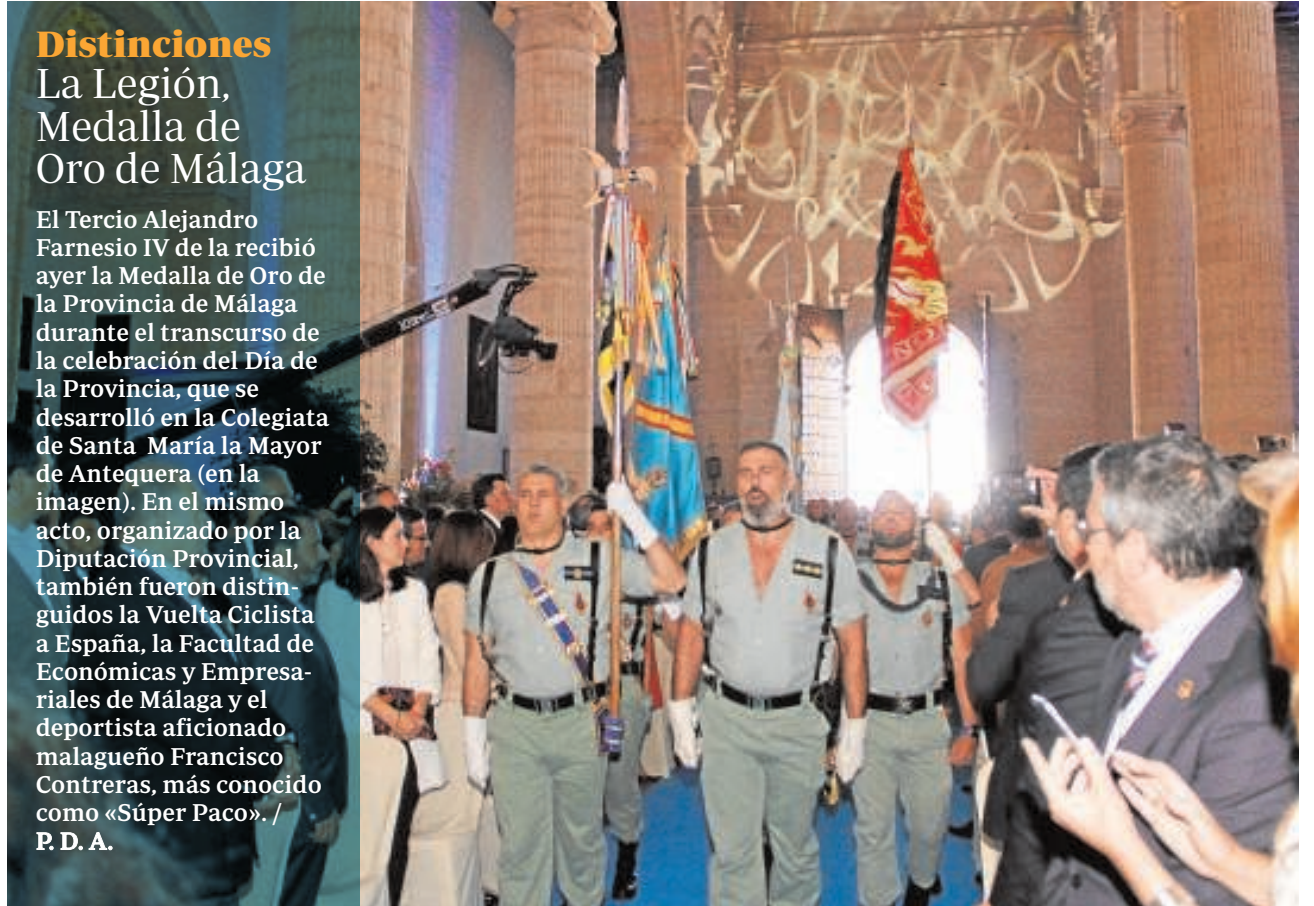 Distinciones
La Legión,
Medalla de
Oro de Málaga
El Tercio Alejandro
Farnesio IV de la recibió
ayer la Medalla de Oro de
la Provincia de Málaga
durante el transcurso de
la celebración del Día de
la Provincia, que se
desarrolló en la Colegiata
de Santa María la Mayor
de Antequera (en la
imagen). En el mismo
acto, organizado por la
Diputación Provincial,
también fueron distin-
guidos la Vuelta Ciclista
a España, la Facultad de
Económicas y Empresa-
riales de Málaga y el
deportista aficionado
malagueño Francisco
Contreras, más conocido
como «Súper Paco». /
P. D. A.